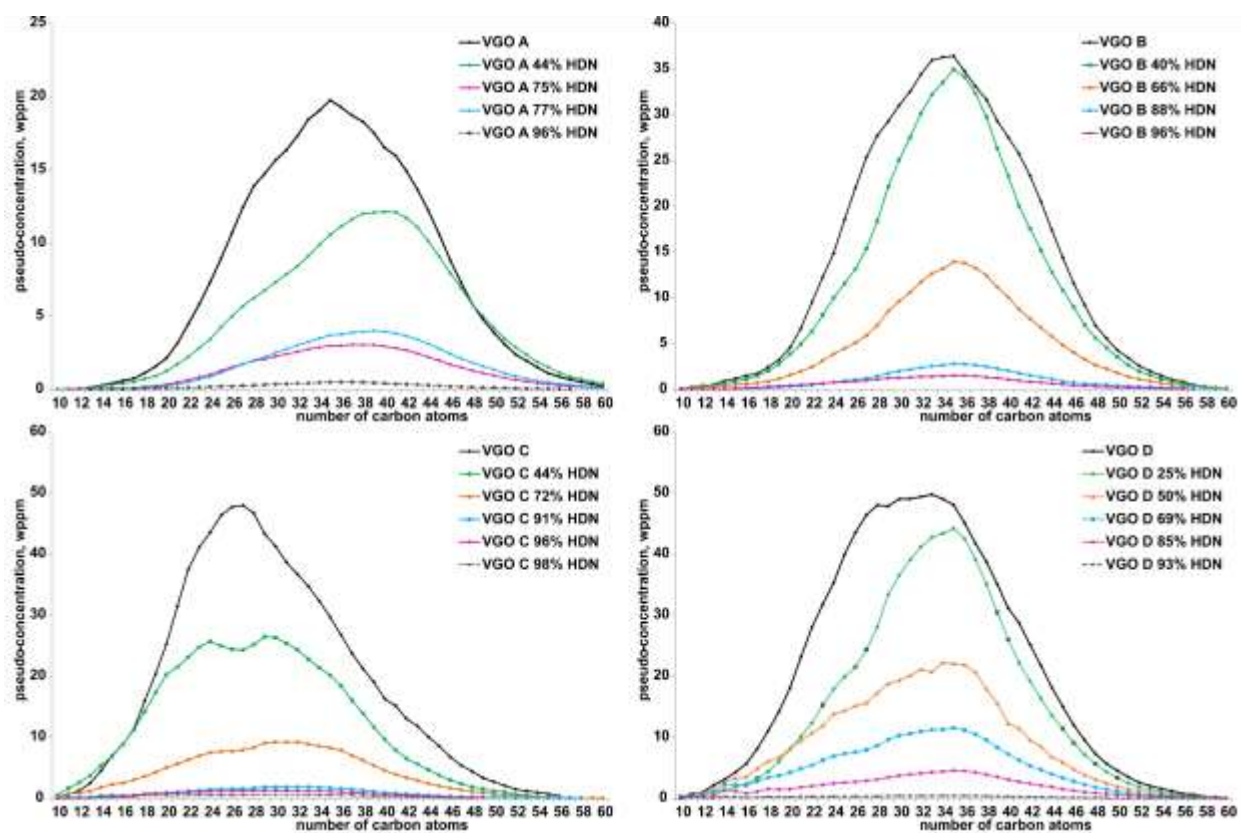 25
20
15
10
5
0
pseudo-concentration, wppm
VGO A
VGO A 44% HDN
VGO A 75% HDN
VGO A 77% HDN
VGO A 96% HDN
10 12 14 16 18 20 22 24 26 28 30 32 34 36 38 40 42 44 46 48 50 52 54 56 58 60
number of carbon atoms
40
35
30
25
20
15
10
5
0
pseudo-concentration, wppm
VGO B
VGO B 40% HDN
VGO B 66% HDN
VGO B 88% HDN
VGO B 96% HDN
10 12 14 16 18 20 22 24 26 28 30 32 34 36 38 40 42 44 46 48 50 52 54 56 58 60
number of carbon atoms
60
50
40
30
20
10
0
pseudo-concentration, wppm
VGO C
VGO C 44% HDN
VGO C 72% HDN
VGO C 91% HDN
VGO C 96% HDN
VGO C 98% HDN
10 12 14 16 18 20 22 24 26 28 30 32 34 36 38 40 42 44 46 48 50 52 54 56 58 60
number of carbon atoms
60
50
40
30
20
10
0
pseudo-concentration, wppm
VGO D
VGO D 25% HDN
VGO D 50% HDN
VGO D 69% HDN
VGO D 85% HDN
VGO D 93% HDN
10 12 14 16 18 20 22 24 26 28 30 32 34 36 38 40 42 44 46 48 50 52 54 56 58 60
number of carbon atoms